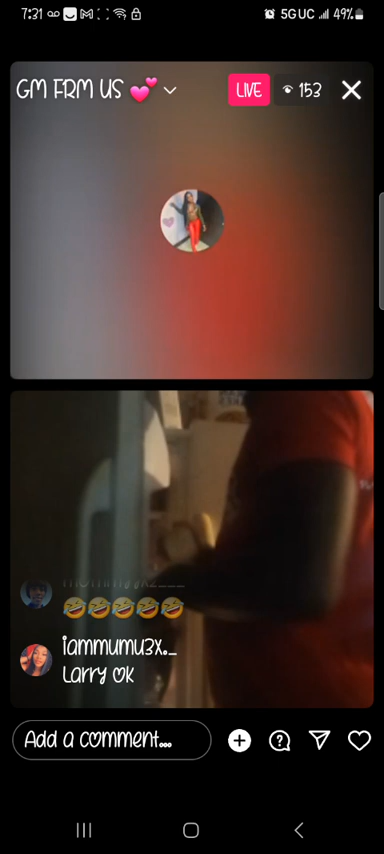 7:31
5G UC
49%
GM FRM US 💕
LIVE
153
🤣🤣🤣🤣🤣
iammumu3x._
Larry Ok
Add a comment...